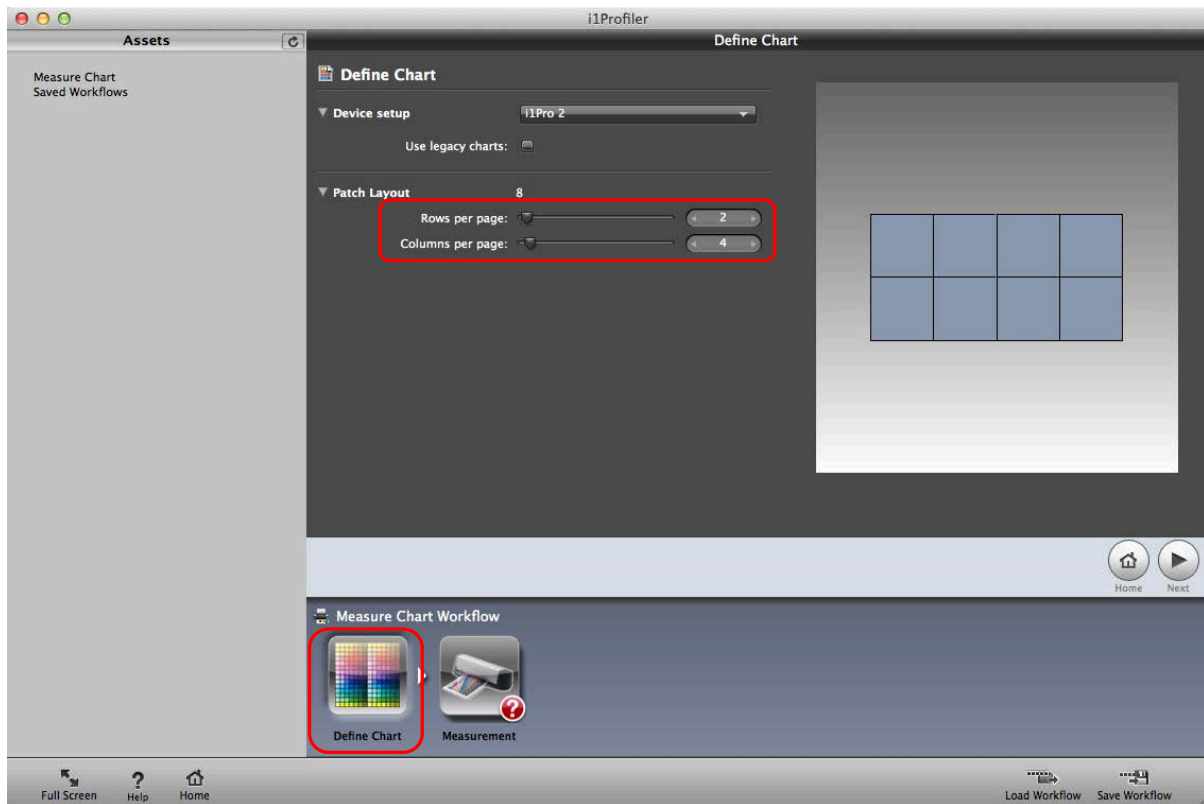 i1Profiler
Assets
Define Chart
Measure Chart
Saved Workflows
Define Chart
Device setup
i1Pro 2
Use legacy charts:
Patch Layout
8
Rows per page:
2
Columns per page:
4
Home
Next
Measure Chart Workflow
?
Define Chart
Measurement
?
Full Screen
Help
Home
Load Workflow
Save Workflow